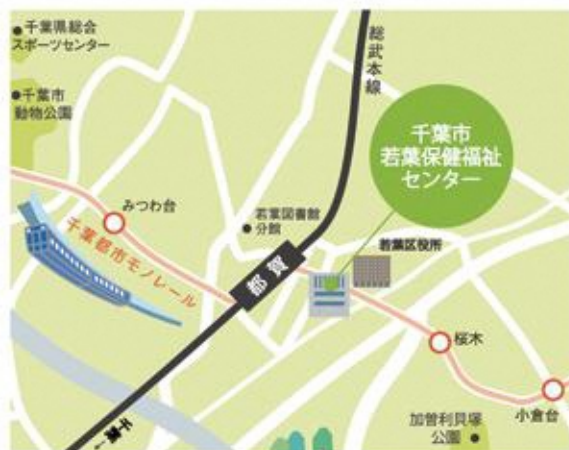 千葉県総合
スポーツセンター
総武本線
千葉市
動物公園
千葉市
若葉保健福祉
センター
みつわ台
若葉図書館
分館
千葉都市モノレール
若葉区役所
都賀
桜木
加曽利貝塚
公園
小倉台
千葉→